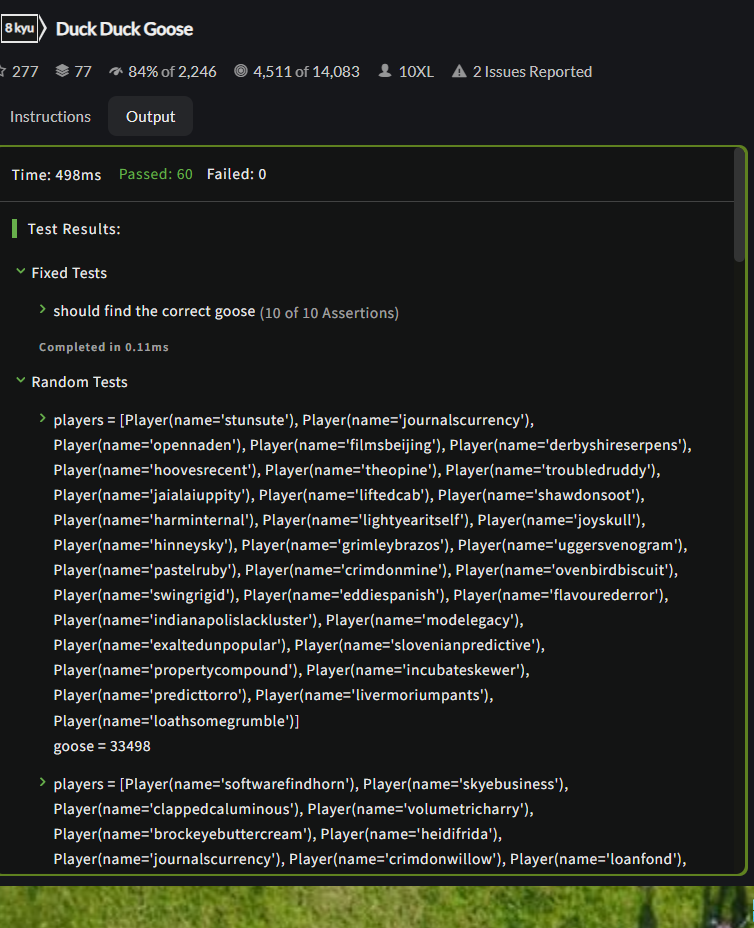 8 kyu Duck Duck Goose
277 77 84% of 2,246 4,511 of 14,083 10XL 2 Issues Reported
Instructions Output
Time: 498ms Passed: 60 Failed: 0
Test Results:
Fixed Tests
should find the correct goose (10 of 10 Assertions)
Completed in 0.11ms
Random Tests
players = [Player(name='stunsute'), Player(name='journalscurrency'),
Player(name='opennaden'), Player(name='filmsbeijing'), Player(name='derbyshireserpens'),
Player(name='hoovesrecent'), Player(name='theopine'), Player(name='troubledruddy'),
Player(name='jaialaiuppity'), Player(name='liftedcab'), Player(name='shawdonsoot'),
Player(name='harminternal'), Player(name='lightyearitself'), Player(name='joyskull'),
Player(name='hinneysky'), Player(name='grimleybrazos'), Player(name='uggersvenogram'),
Player(name='pastelruby'), Player(name='crimdonmine'), Player(name='ovenbirdbiscuit'),
Player(name='swingrigid'), Player(name='eddiespanish'), Player(name='flavourederror'),
Player(name='indianapolislackluster'), Player(name='modelegacy'),
Player(name='exaltedunpopular'), Player(name='slovenianpredictive'),
Player(name='propertycompound'), Player(name='incubateskewer'),
Player(name='predicttorro'), Player(name='livermoriumpants'),
Player(name='loathsomegrumble')]
goose = 33498
players = [Player(name='softwarefindhorn'), Player(name='skyebusiness'),
Player(name='clappedcaluminous'), Player(name='volumetricharry'),
Player(name='brockeyebuttercream'), Player(name='heidifrida'),
Player(name='journalscurrency'), Player(name='crimdonwillow'), Player(name='loanfond'),